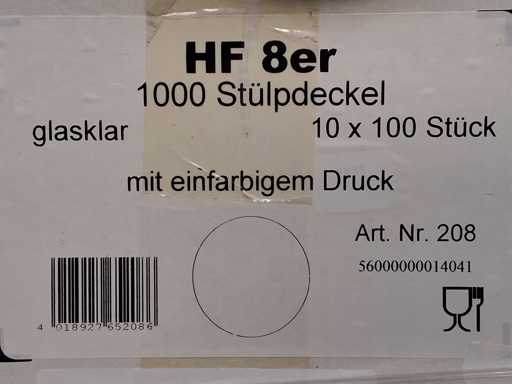 HF 8er
1000 Stülpdeckel
glasklar 10 x 100 Stück
mit einfarbigem Druck
Art. Nr. 208
56000000014041
4 018927 652086